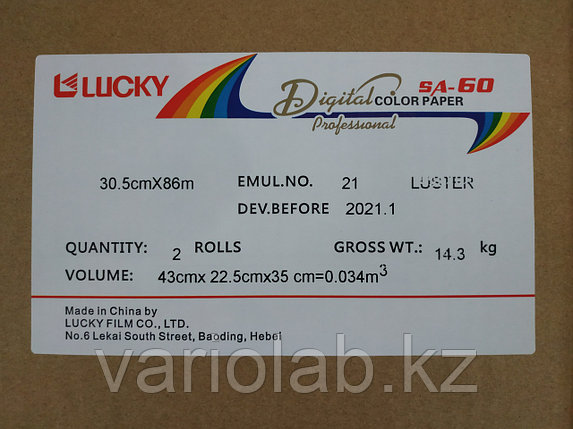 LUCKY Digital COLOR PAPER SA-60
Professional
30.5cmX86m EMUL.NO. 21 LUSTER
DEV.BEFORE 2021.1
QUANTITY: 2 ROLLS GROSS WT.: 14.3 kg
VOLUME: 43cmx 22.5cmx35 cm=0.034m³
Made in China by
LUCKY FILM CO., LTD.
No.6 Lekai South Street, Baoding, Hebei
variolab.kz